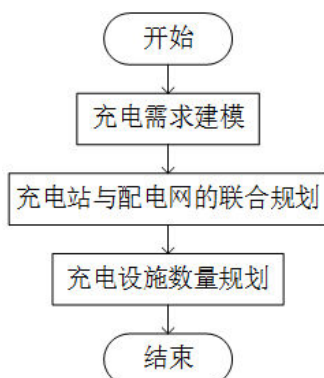 开始
充电需求建模
充电站与配电网的联合规划
充电设施数量规划
结束